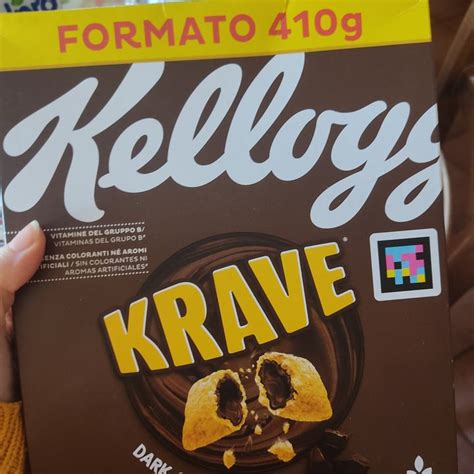 FORMATO 410g
Kellogg
VITAMINE DEL GRUPPO B/
VITAMINAS DEL GRUPO B*
SENZA COLORANTI NÉ AROMI
ARTIFICIALI / SIN COLORANTES NI
AROMAS ARTIFICIALES*
KRAVE
DARK